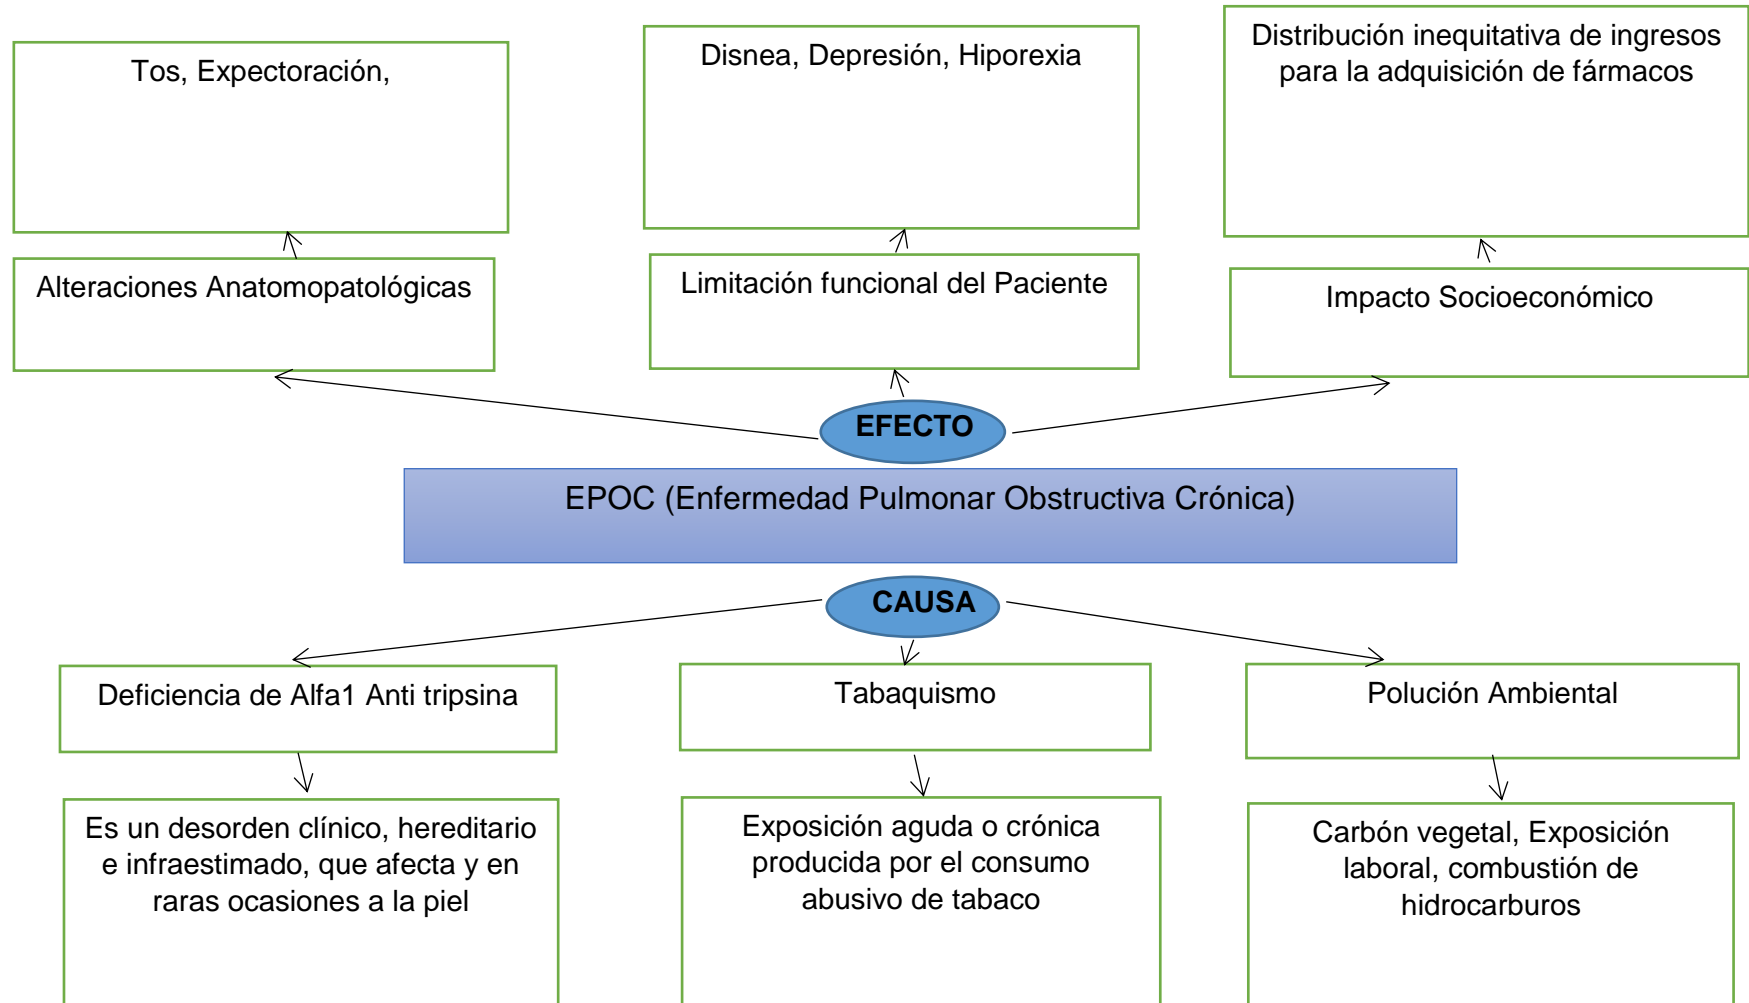 Tos, Expectoración,
Disnea, Depresión, Hiporexia
Distribución inequitativa de ingresos
para la adquisición de fármacos
Alteraciones Anatomopatológicas
Limitación funcional del Paciente
Impacto Socioeconómico
EFECTO
EPOC (Enfermedad Pulmonar Obstructiva Crónica)
CAUSA
Deficiencia de Alfa1 Anti tripsina
Tabaquismo
Polución Ambiental
Es un desorden clínico, hereditario
e infraestimado, que afecta y en
raras ocasiones a la piel
Exposición aguda o crónica
producida por el consumo
abusivo de tabaco
Carbón vegetal, Exposición
laboral, combustión de
hidrocarburos